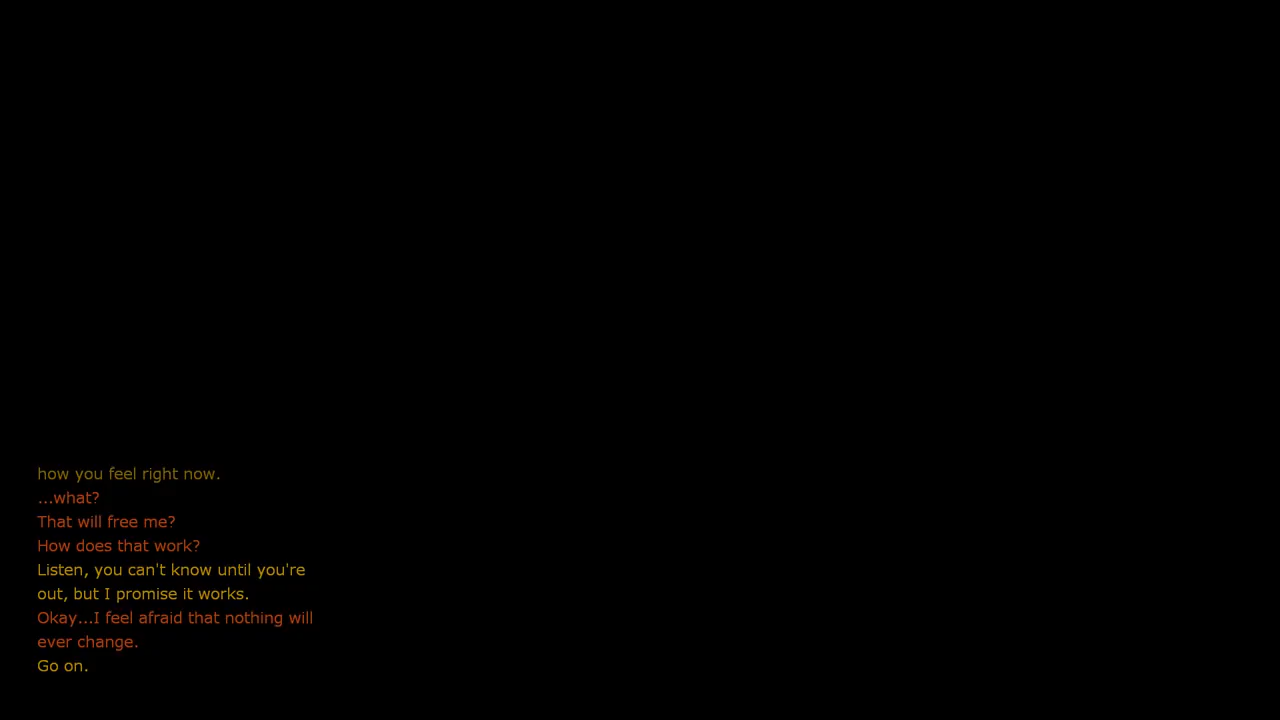 how you feel right now.
...what?
That will free me?
How does that work?
Listen, you can't know until you're
out, but I promise it works.
Okay...I feel afraid that nothing will
ever change.
Go on.